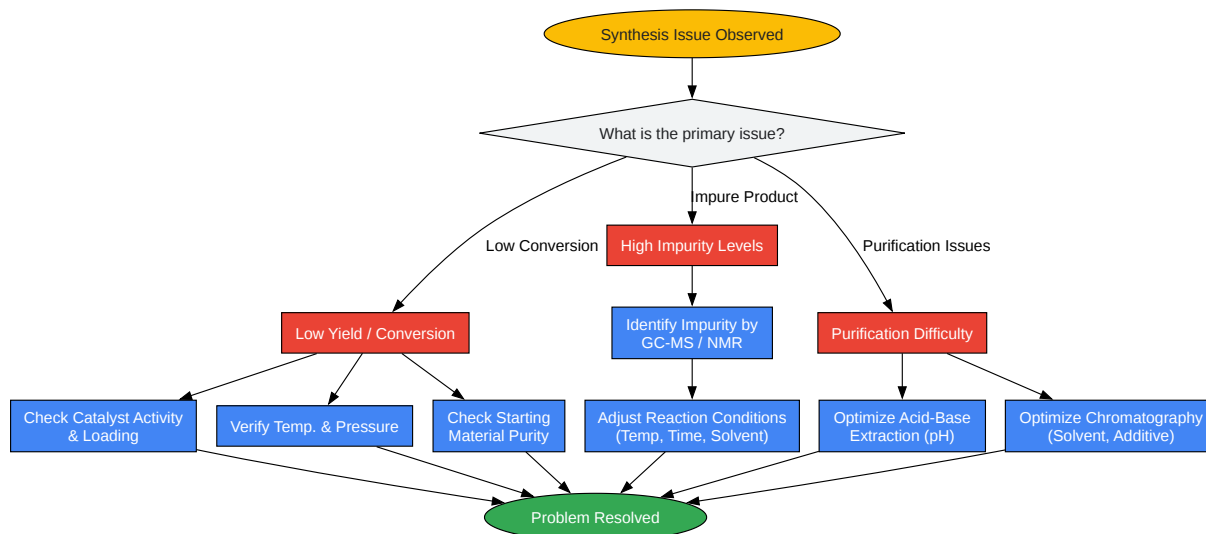 Synthesis Issue Observed
What is the primary issue?
Impure Product
Low Conversion
High Impurity Levels
Purification Issues
Low Yield / Conversion
Identify Impurity by
GC-MS / NMR
Purification Difficulty
Check Catalyst Activity
& Loading
Verify Temp. & Pressure
Check Starting
Material Purity
Adjust Reaction Conditions
(Temp, Time, Solvent)
Optimize Acid-Base
Extraction (pH)
Optimize Chromatography
(Solvent, Additive)
Problem Resolved